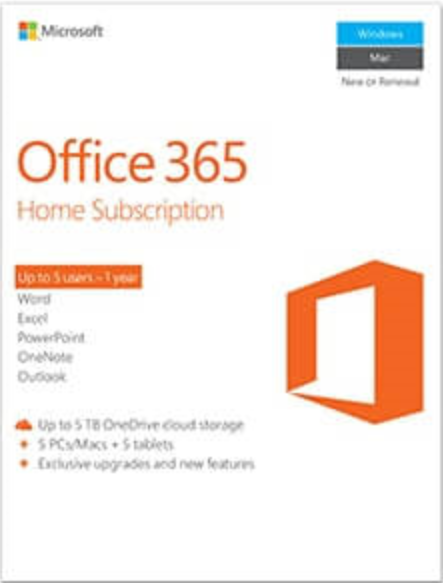 Microsoft
Windows
Mac
New or Renewal
Office 365
Home Subscription
Up to 5 users – 1 year
Word
Excel
PowerPoint
OneNote
Outlook
Up to 5 TB OneDrive cloud storage
5 PCs/Macs + 5 tablets
Exclusive upgrades and new features